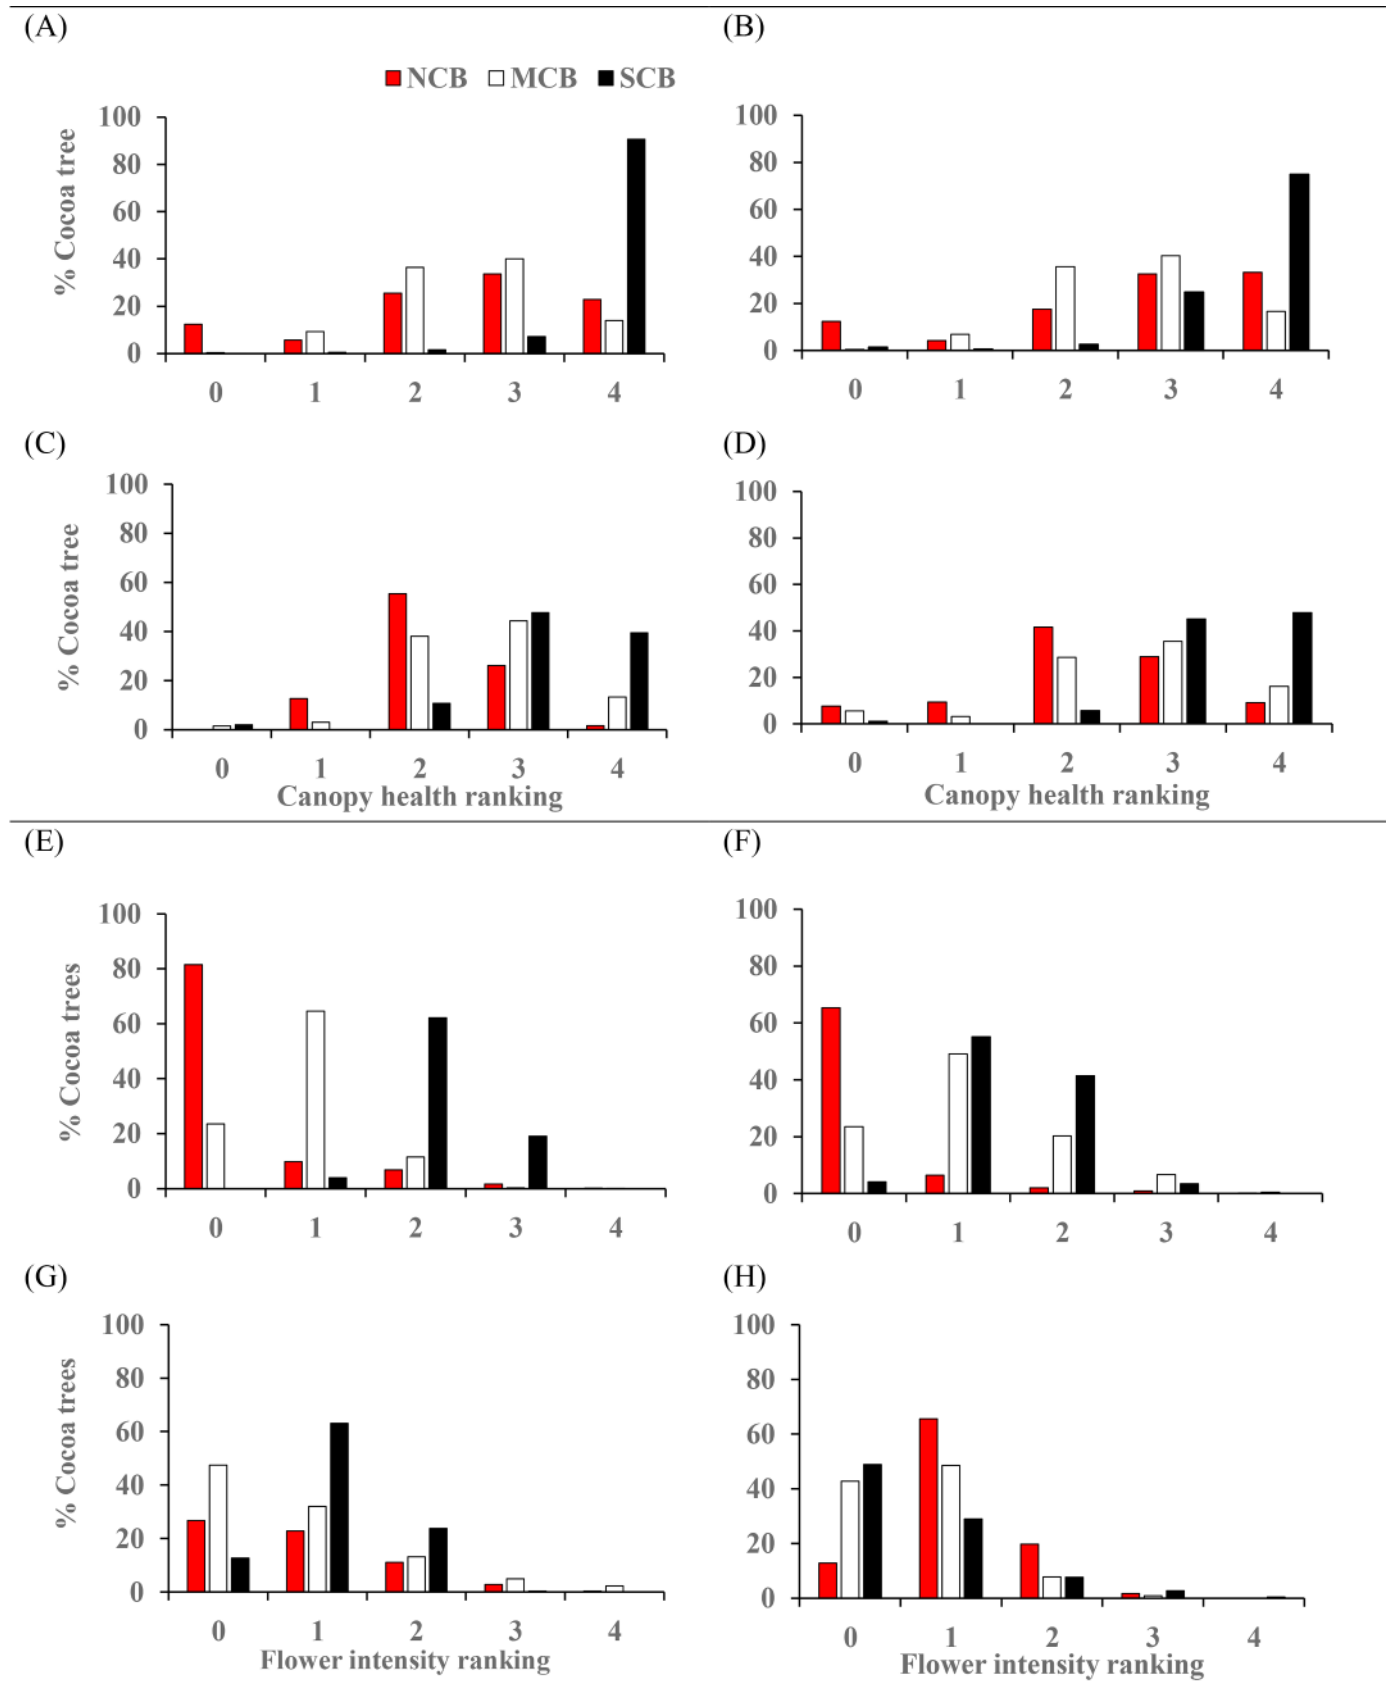 (A)
(B)
NCB MCB SCB
% Cocoa tree
100
80
60
40
20
0
0 1 2 3 4
100
80
60
40
20
0
0 1 2 3 4
(C)
(D)
% Cocoa tree
100
80
60
40
20
0
0 1 2 3 4
Canopy health ranking
100
80
60
40
20
0
0 1 2 3 4
Canopy health ranking
(E)
(F)
% Cocoa trees
100
80
60
40
20
0
0 1 2 3 4
100
80
60
40
20
0
0 1 2 3 4
(G)
(H)
% Cocoa trees
100
80
60
40
20
0
0 1 2 3 4
Flower intensity ranking
100
80
60
40
20
0
0 1 2 3 4
Flower intensity ranking